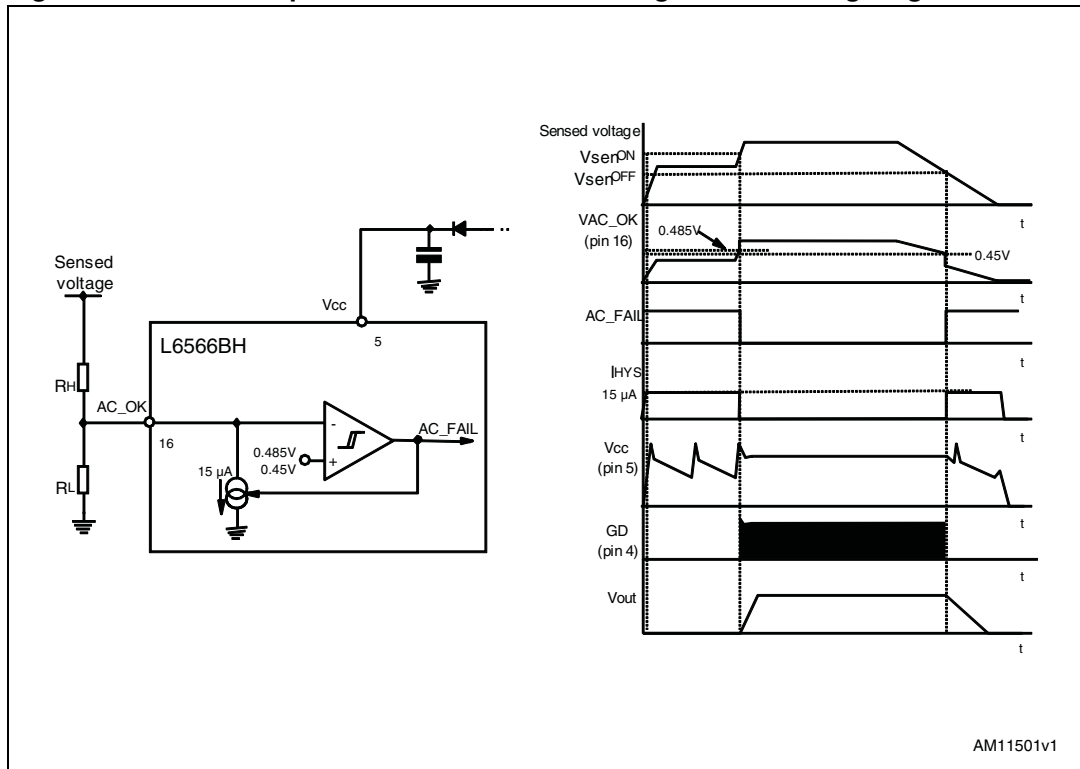 Sensed
voltage
RH
AC_OK
16
RL
Vcc
5
L6566BH
15 µA
0.485V
0.45V
-
+
AC_FAIL
Sensed voltage
VsenON
VsenOFF
t
VAC_OK
(pin 16)
0.485V
0.45V
t
AC_FAIL
t
IHYS
15 µA
t
Vcc
(pin 5)
t
GD
(pin 4)
t
Vout
t
AM11501v1